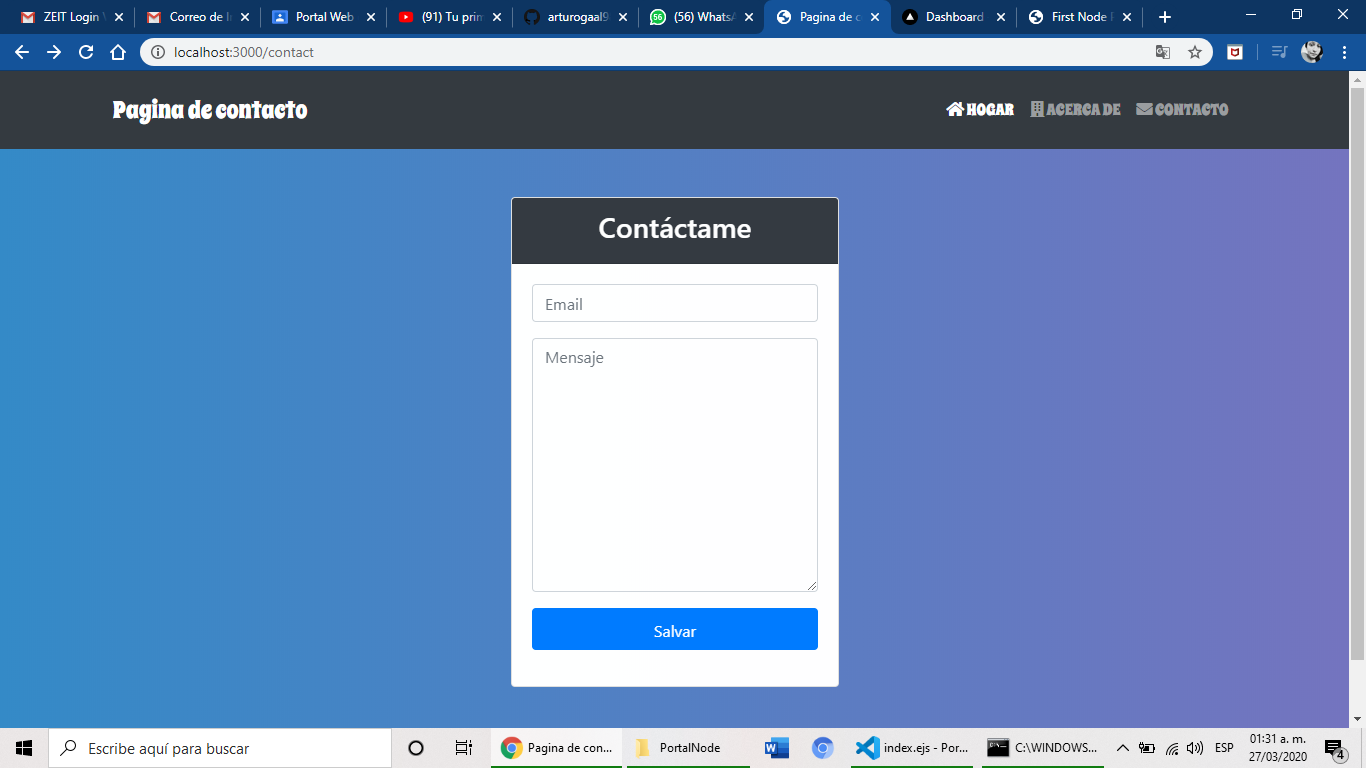 ZEIT Login V
Correo de In
Portal Web
(91) Tu prim
arturogaal9
56
(56) WhatsA
Pagina de c
Dashboard
First Node P
localhost:3000/contact
Pagina de contacto
HOGAR
ACERCA DE
CONTACTO
Contáctame
Email
Mensaje
Salvar
Escribe aquí para buscar
Pagina de con...
PortalNode
index.ejs - Por...
C:\WINDOWS...
ESP
01:31 a. m.
27/03/2020
4